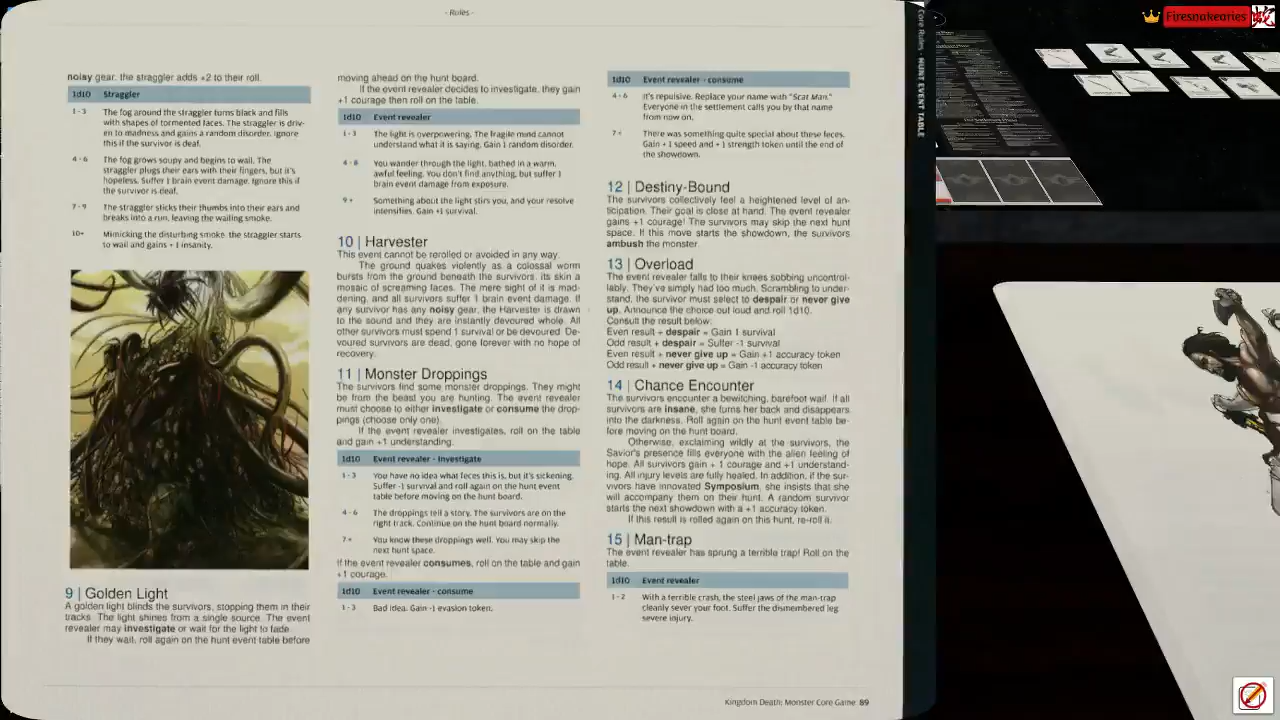 - Rules -
noisy gear, the straggler adds +2 to their roll.
1d10 Straggler
1 - 3 The fog around the straggler turns black and fills
with shapes of tormented faces. The straggler is driv-
en to madness and gains a random disorder. Ignore
this if the survivor is deaf.
4 - 6 The fog grows soupy and begins to wail. The
straggler plugs their ears with their fingers, but it's
hopeless. Suffer 1 brain event damage. Ignore this if
the survivor is deaf.
7 - 9 The straggler sticks their thumbs into their ears and
breaks into a run, leaving the wailing smoke.
10+ Mimicking the disturbing smoke, the straggler starts
to wail and gains +1 insanity.
9 | Golden Light
A golden light blinds the survivors, stopping them in their
tracks. The light shines from a single source. The event
revealer may investigate or wait for the light to fade.
If they wait, roll again on the hunt event table before
moving ahead on the hunt board.
If the event revealer decides to investigate, they gain
+1 courage then roll on the table.
1d10 Event revealer
1 - 3 The light is overpowering. The fragile mind cannot
understand what it is saying. Gain 1 random disorder.
4 - 8 You wander through the light, bathed in a warm,
awful feeling. You don't find anything, but suffer 1
brain event damage from exposure.
9+ Something about the light stirs you, and your resolve
intensifies. Gain +1 survival.
10 | Harvester
This event cannot be rerolled or avoided in any way.
The ground quakes violently as a colossal worm
bursts from the ground beneath the survivors, its skin a
mosaic of screaming faces. The mere sight of it is mad-
dening, and all survivors suffer 1 brain event damage. If
any survivor has any noisy gear, the Harvester is drawn
to the sound and they are instantly devoured whole. All
other survivors must spend 1 survival or be devoured. De-
voured survivors are dead, gone forever with no hope of
recovery.
11 | Monster Droppings
The survivors find some monster droppings. They might
be from the beast you are hunting. The event revealer
must choose to either investigate or consume the drop-
pings (choose only one).
If the event revealer investigates, roll on the table
and gain +1 understanding.
1d10 Event revealer - Investigate
1 - 3 You have no idea what feces this is, but it's sickening.
Suffer -1 survival and roll again on the hunt event
table before moving on the hunt board.
4 - 6 The droppings tell a story. The survivors are on the
right track. Continue on the hunt board normally.
7+ You know these droppings well. You may skip the
next hunt space.
If the event revealer consumes, roll on the table and gain
+1 courage.
1d10 Event revealer - consume
1 - 3 Bad idea. Gain -1 evasion token.
1d10 Event revealer - consume
4 - 6 It's repulsive. Replace your name with "Scat Man."
Everyone in the settlement calls you by that name
from now on.
7+ There was something quite special about these feces.
Gain +1 speed and +1 strength token until the end of
the showdown.
12 | Destiny-Bound
The survivors collectively feel a heightened level of an-
ticipation. Their goal is close at hand. The event revealer
gains +1 courage! The survivors may skip the next hunt
space. If this move starts the showdown, the survivors
ambush the monster.
13 | Overload
The event revealer falls to their knees sobbing uncontrol-
lably. They've simply had too much. Scrambling to under-
stand, the survivor must select to despair or never give
up. Announce the choice out loud and roll 1d10.
Consult the result below:
Even result + despair = Gain 1 survival
Odd result + despair = Suffer -1 survival
Even result + never give up = Gain +1 accuracy token
Odd result + never give up = Gain -1 accuracy token
14 | Chance Encounter
The survivors encounter a bewitching, barefoot waif. If all
survivors are insane, she turns her back and disappears
into the darkness. Roll again on the hunt event table be-
fore moving on the hunt board.
Otherwise, exclaiming wildly at the survivors, the
Savior's presence fills everyone with the alien feeling of
hope. All survivors gain +1 courage and +1 understand-
ing. All injury levels are fully healed. In addition, if the sur-
vivors have innovated Symposium, she insists that she
will accompany them on their hunt. A random survivor
starts the next showdown with a +1 accuracy token.
If this result is rolled again on this hunt, re-roll it.
15 | Man-trap
The event revealer has sprung a terrible trap! Roll on the
table.
1d10 Event revealer
1 - 2 With a terrible crash, the steel jaws of the man-trap
cleanly sever your foot. Suffer the dismembered leg
severe injury.
Kingdom Death: Monster Core Game 89
Core Rules - HUNT EVENT TABLE
Firesnakearies